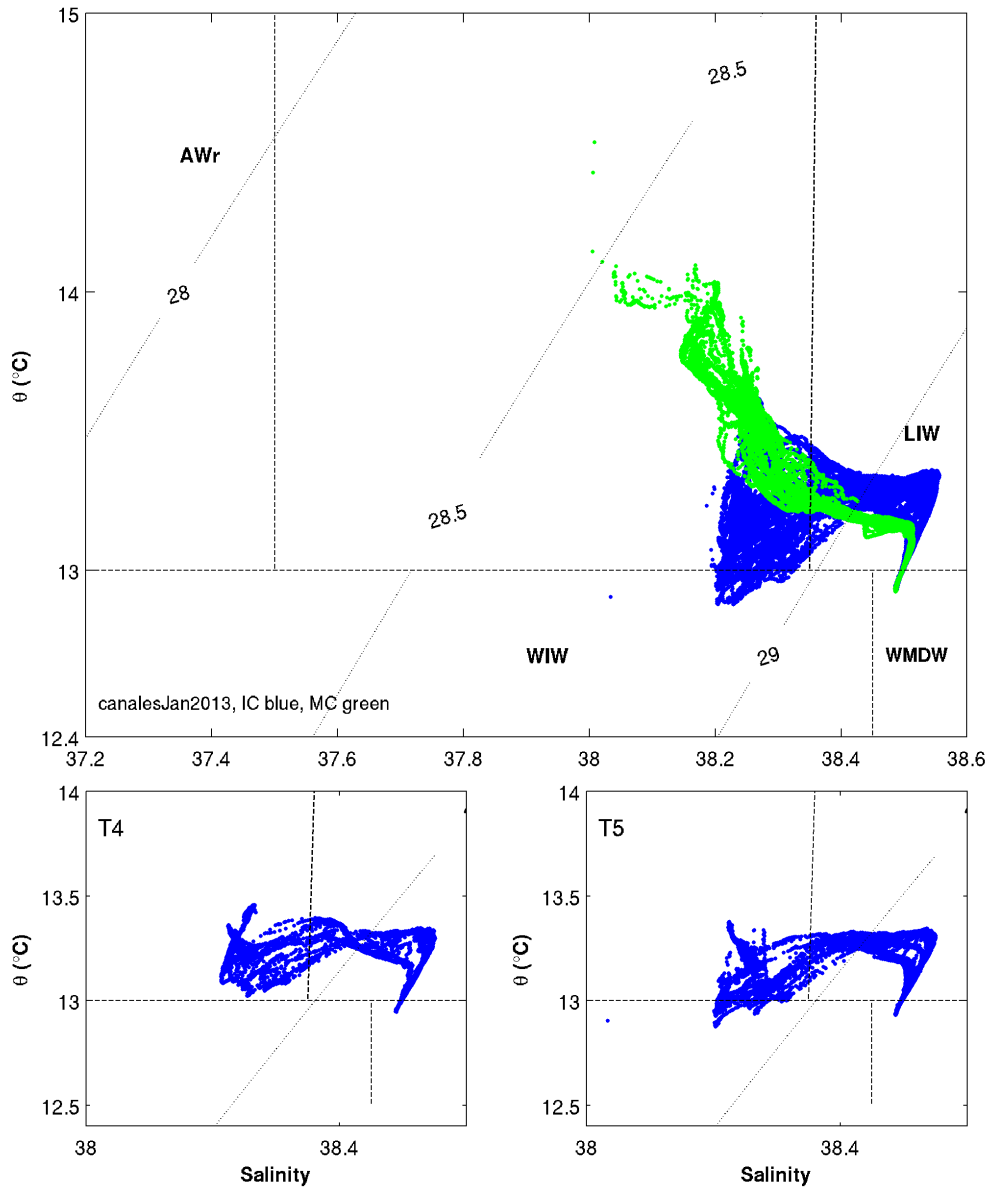 15
28.5
AWr
14
28
θ (°C)
LIW
28.5
13
WIW
29
WMDW
canalesJan2013, IC blue, MC green
12.4
37.2
37.4
37.6
37.8
38
38.2
38.4
38.6
14
T4
13.5
θ (°C)
13
12.5
38
38.4
Salinity
14
T5
13.5
θ (°C)
13
12.5
38
38.4
Salinity